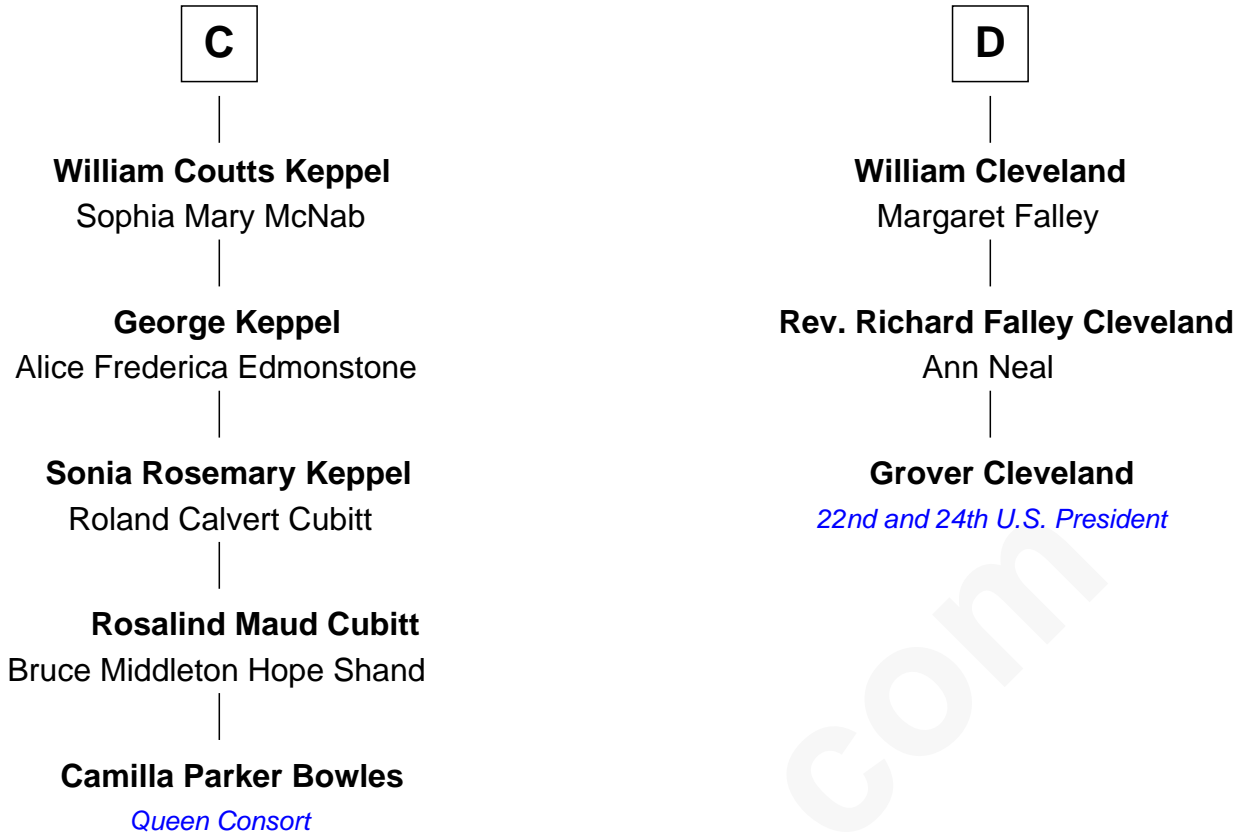 C
William Coutts Keppel
Sophia Mary McNab
George Keppel
Alice Frederica Edmonstone
Sonia Rosemary Keppel
Roland Calvert Cubitt
Rosalind Maud Cubitt
Bruce Middleton Hope Shand
Camilla Parker Bowles
Queen Consort
D
William Cleveland
Margaret Falley
Rev. Richard Falley Cleveland
Ann Neal
Grover Cleveland
22nd and 24th U.S. President
com